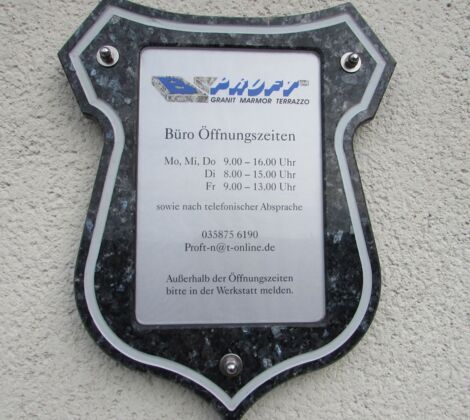 PROFT
GRANIT MARMOR TERRAZZO
Büro Öffnungszeiten
Mo, Mi, Do 9.00 – 16.00 Uhr
Di 8.00 – 15.00 Uhr
Fr 9.00 – 13.00 Uhr
sowie nach telefonischer Absprache
035875 6190
Proft-n@t-online.de
Außerhalb der Öffnungszeiten
bitte in der Werkstatt melden.